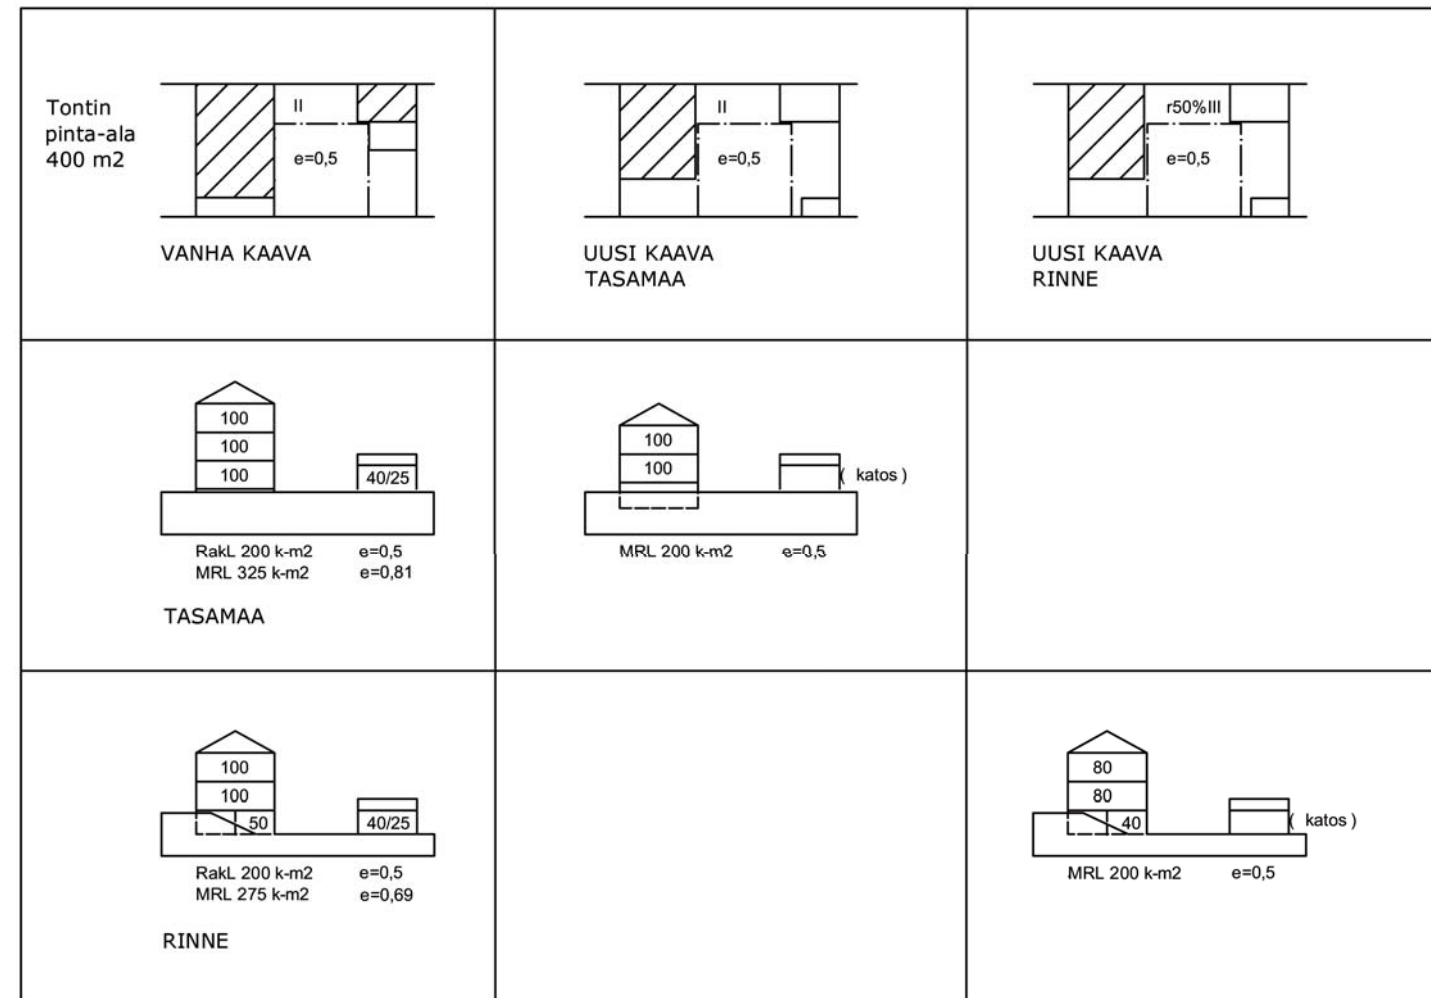 Tontin
pinta-ala
400 m2
II
e=0,5
VANHA KAAVA
II
e=0,5
UUSI KAAVA
TASAMAA
r50%III
e=0,5
UUSI KAAVA
RINNE
100
100
100
40/25
RakL 200 k-m2 e=0,5
MRL 325 k-m2 e=0,81
TASAMAA
100
100
( katos )
MRL 200 k-m2 e=0,5
100
100
50
40/25
RakL 200 k-m2 e=0,5
MRL 275 k-m2 e=0,69
RINNE
80
80
40
( katos )
MRL 200 k-m2 e=0,5